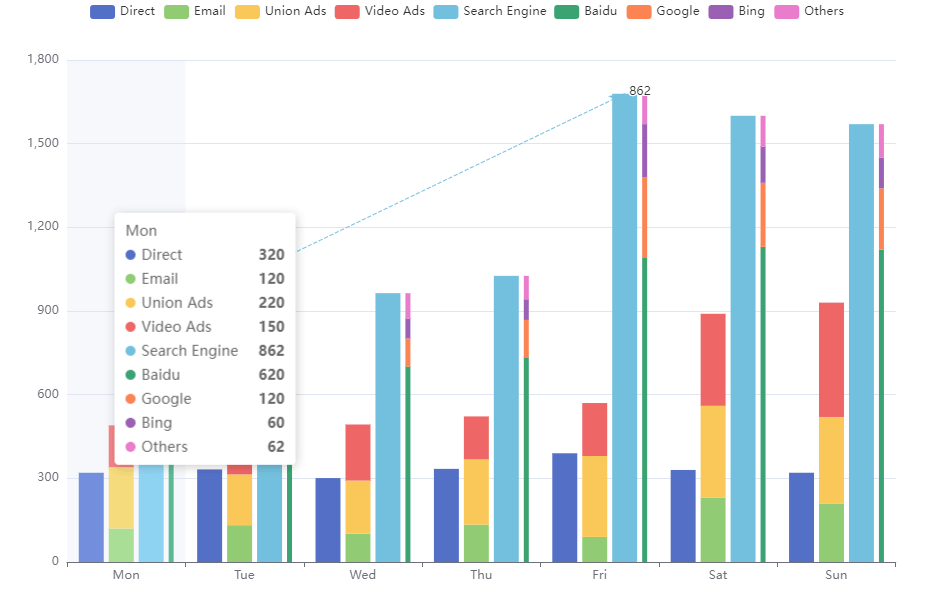 Direct Email Union Ads Video Ads Search Engine Baidu Google Bing Others
1,800
862
1,500
1,200
Mon
Direct 320
Email 120
Union Ads 220
Video Ads 150
Search Engine 862
Baidu 620
Google 120
Bing 60
Others 62
900
600
300
0
Mon Tue Wed Thu Fri Sat Sun